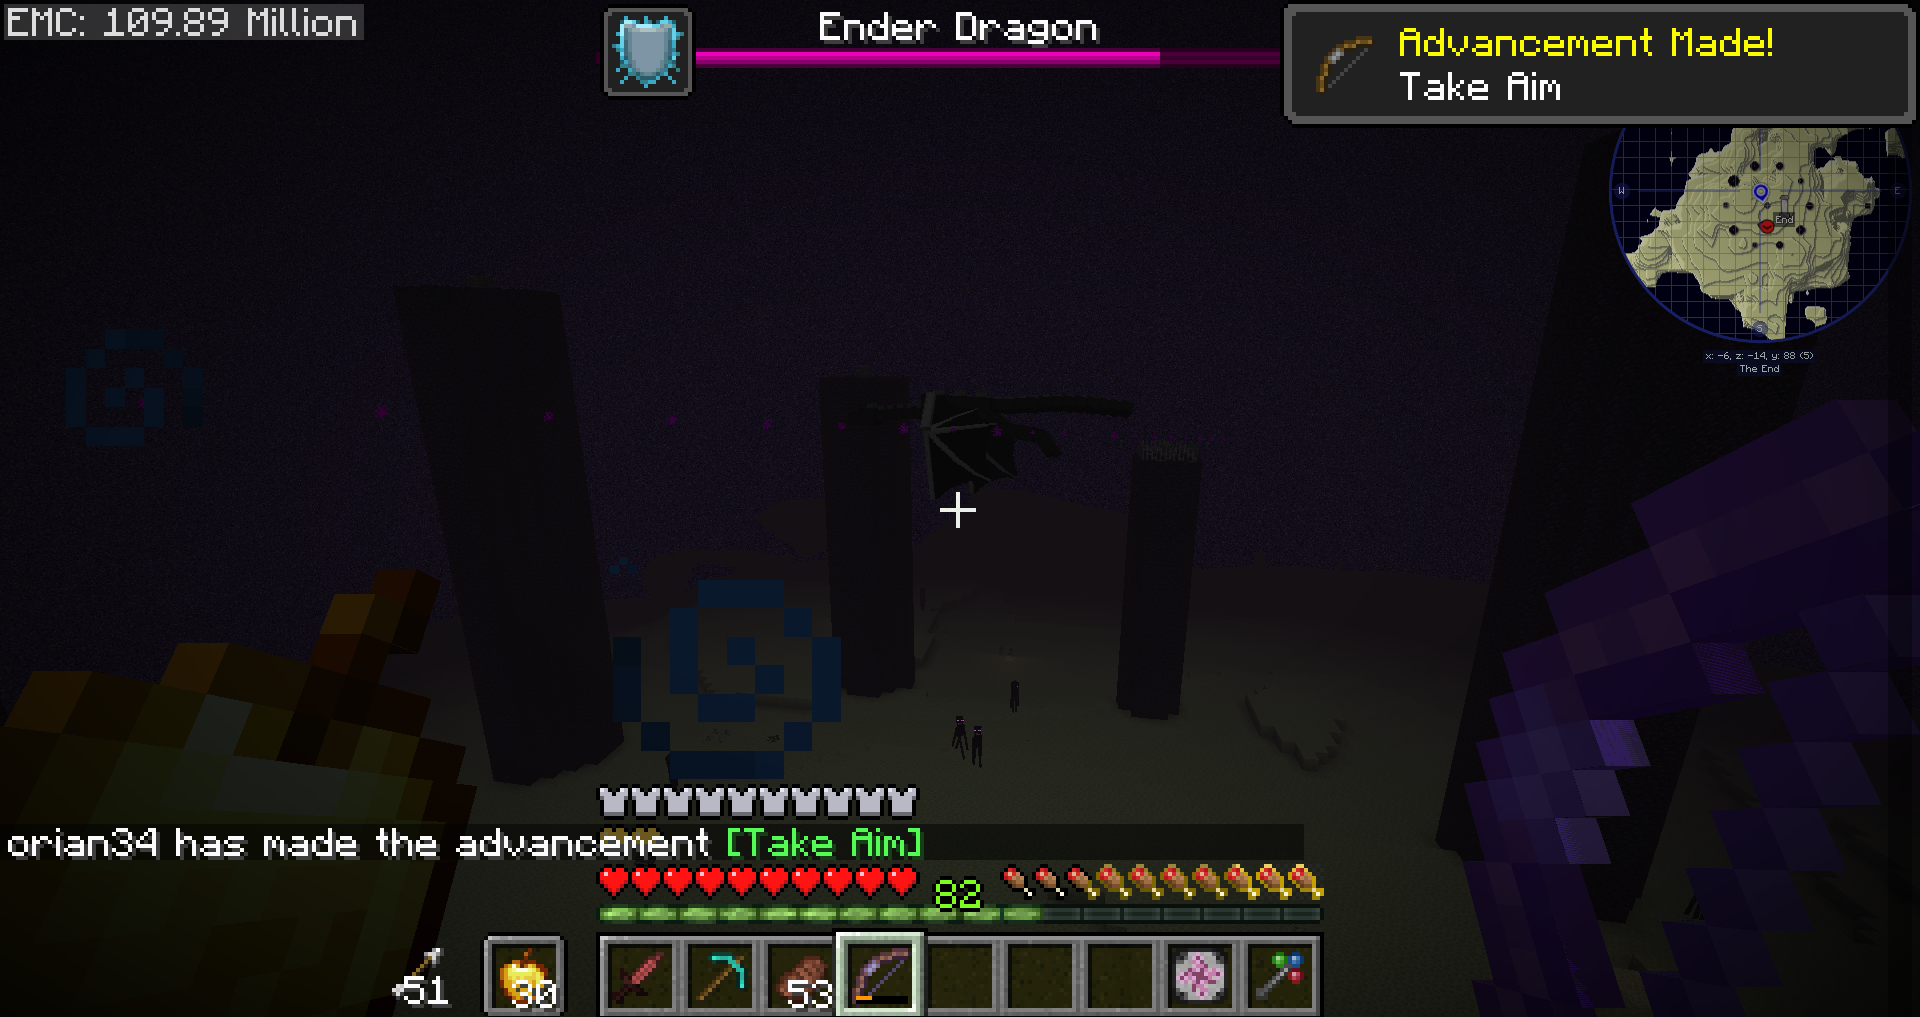 EMC: 109.89 Million
Ender Dragon
Advancement Made!
Take Aim
W
E
End
S
x: -6, z: -14, y: 88 (5)
The End
orian34 has made the advancement [Take Aim]
82
51
30
53